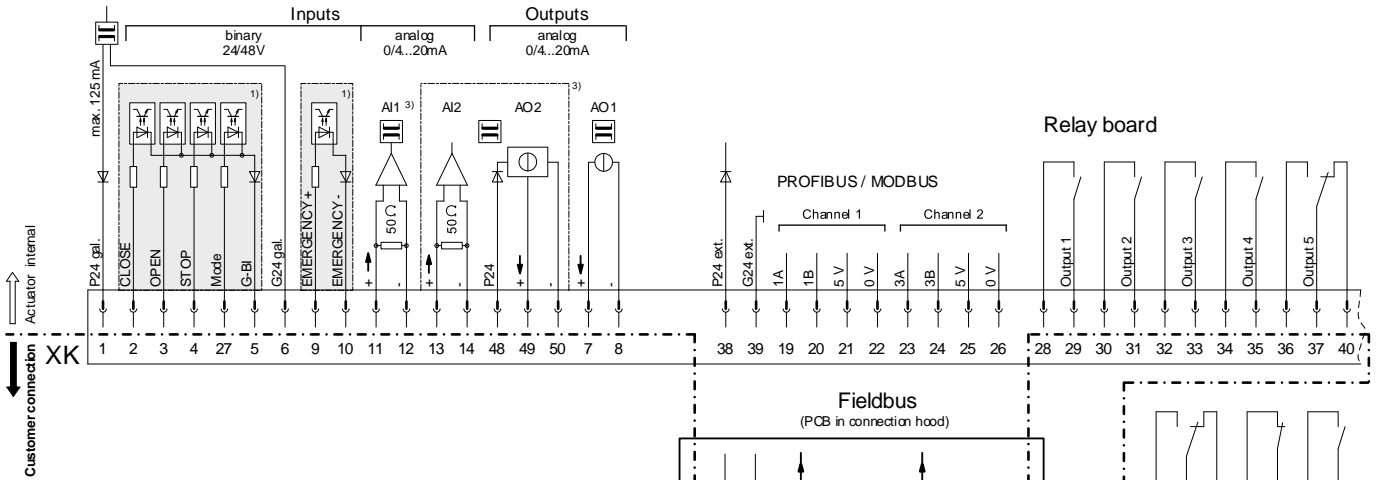 Inputs
Outputs
binary
24/48V
analog
0/4...20mA
analog
0/4...20mA
max. 125 mA
1)
1)
AI1 3)
AI2
AO2
3)
AO1
Relay board
PROFIBUS / MODBUS
Channel 1
Channel 2
50 Ω
50 Ω
P24 gal.
CLOSE
OPEN
STOP
Mode
G-BI
G24 gal.
EMERGENCY +
EMERGENCY -
+
-
+
-
P24
+
-
+
-
P24 ext.
G24 ext.
1A
1B
5 V
0 V
3A
3B
5 V
0 V
Output 1
Output 2
Output 3
Output 4
Output 5
Actuator internal
Customer connection
XK 1 2 3 4 27 5 6 9 10 11 12 13 14 48 49 50 7 8 38 39 19 20 21 22 23 24 25 26 28 29 30 31 32 33 34 35 36 37 40
Fieldbus
(PCB in connection hood)